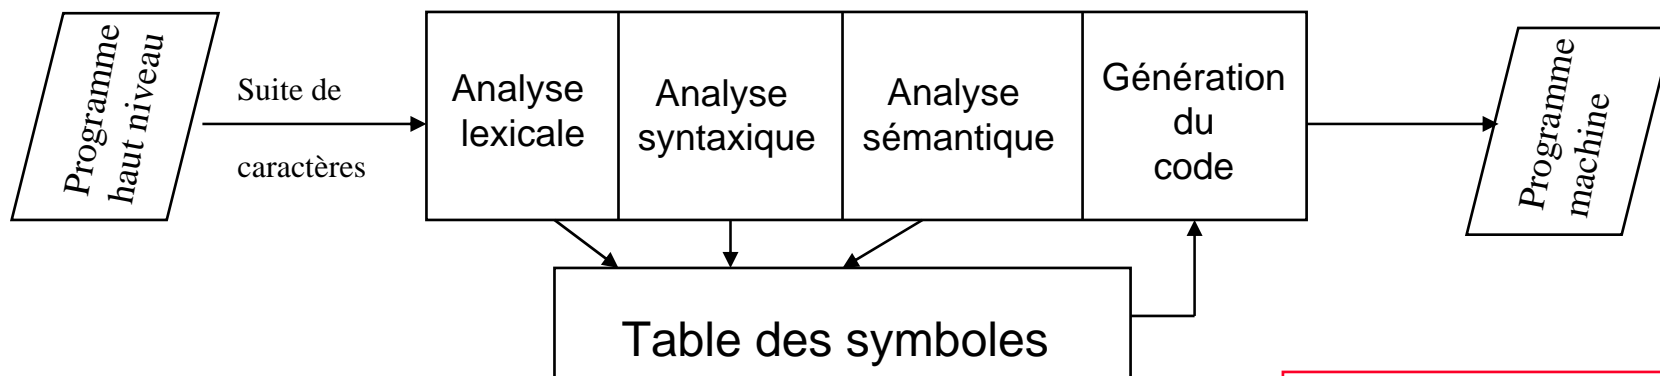 Programme
haut niveau
Suite de
caractères
Analyse
lexicale
Analyse
syntaxique
Analyse
sémantique
Génération
du
code
Programme
machine
Table des symboles